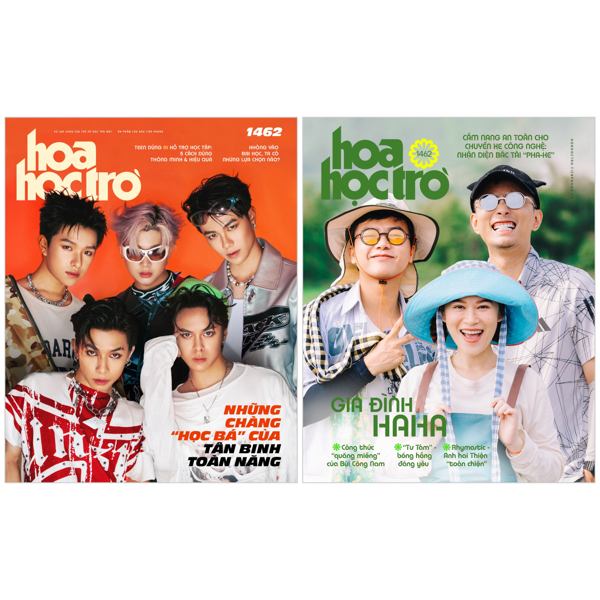 1462
hoa
học trò
TEEN DÙNG AI HỖ TRỢ HỌC TẬP:
5 CÁCH DÙNG
THÔNG MINH & HIỆU QUẢ
KHÔNG VÀO
ĐẠI HỌC, TA CÓ
NHỮNG LỰA CHỌN NÀO?
NHỮNG
CHÀNG
“HỌC BÁ” CỦA
TÂN BINH
TOÀN NĂNG
hoa
học trò
1462
CẨM NANG AN TOÀN CHO
CHUYẾN HÈ CÔNG NGHỆ:
NHẬN DIỆN BÁC TÀI “PHA-KE”
GIA ĐÌNH
HAHA
Công thức
“quăng miếng”
của Bùi Công Nam
“Tư Tôm” -
bông hồng
đáng yêu
Rhymastic -
Anh hai Thiện
“toàn chiện”